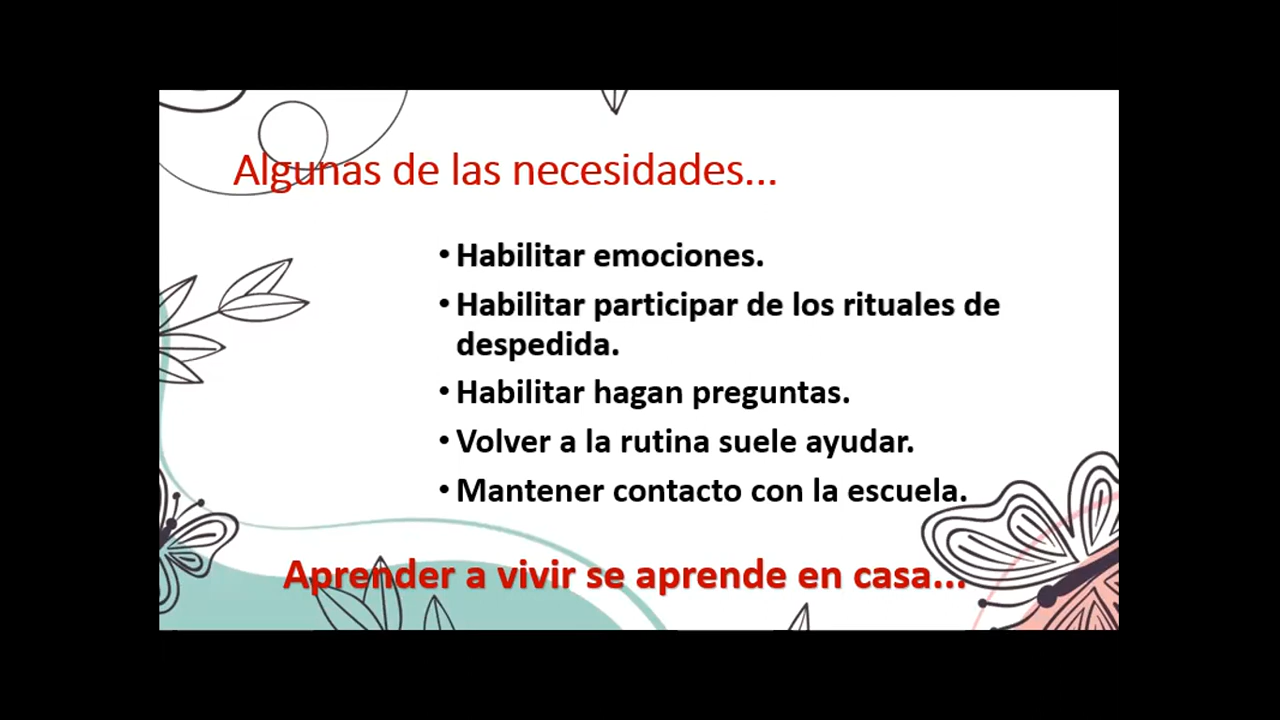 Algunas de las necesidades...
• Habilitar emociones.
• Habilitar participar de los rituales de
despedida.
• Habilitar hagan preguntas.
• Volver a la rutina suele ayudar.
• Mantener contacto con la escuela.
Aprender a vivir se aprende en casa...